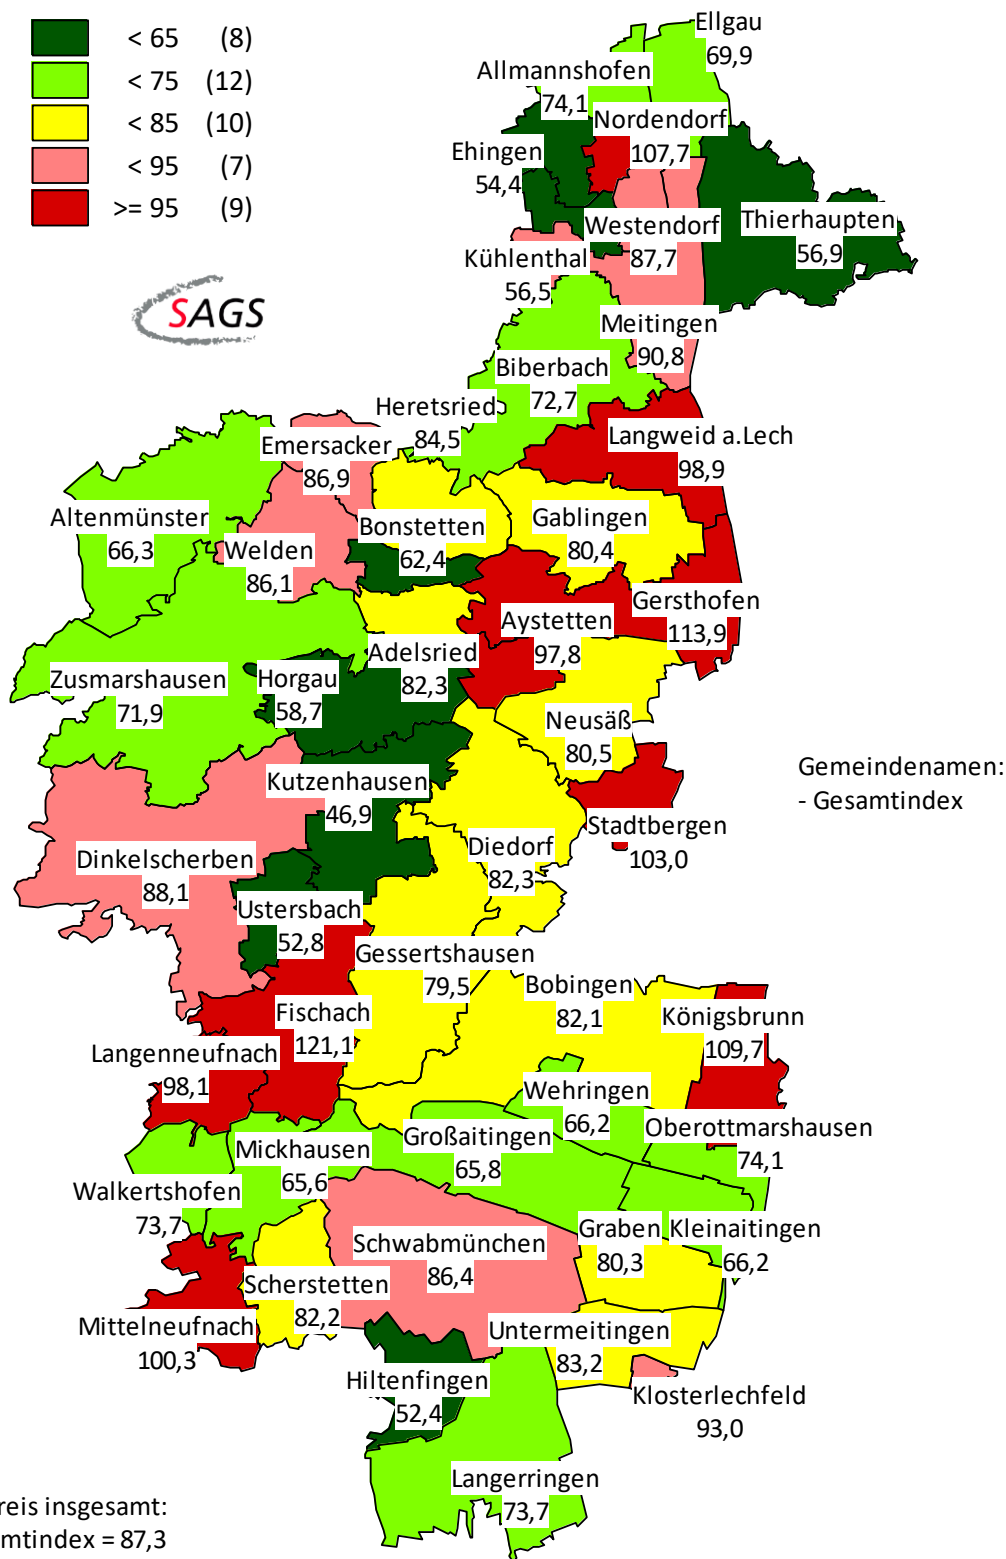 < 65 (8)
< 75 (12)
< 85 (10)
< 95 (7)
>= 95 (9)
SAGS
Ellgau
69,9
Allmannshofen
74,1
Nordendorf
107,7
Ehingen
54,4
Westendorf
87,7
Thierhaupten
56,9
Kühlenthal
56,5
Meitingen
90,8
Biberbach
72,7
Heretsried
84,5
Langweid a.Lech
98,9
Emersacker
86,9
Altenmünster
66,3
Bonstetten
62,4
Gablingen
80,4
Welden
86,1
Gersthofen
113,9
Aystetten
97,8
Adelsried
82,3
Zusmarshausen
71,9
Horgau
58,7
Neusäß
80,5
Gemeindenamen:
- Gesamtindex
Kutzenhausen
46,9
Stadtbergen
103,0
Diedorf
82,3
Dinkelscherben
88,1
Ustersbach
52,8
Gessertshausen
79,5
Bobingen
82,1
Fischach
121,1
Königsbrunn
109,7
Langenneufnach
98,1
Wehringen
66,2
Oberottmarshausen
74,1
Großaitingen
65,8
Mickhausen
65,6
Walkertshofen
73,7
Graben
80,3
Kleinaitingen
66,2
Schwabmünchen
86,4
Scherstetten
82,2
Mittelneufnach
100,3
Untermeitingen
83,2
Hiltenfingen
52,4
Klosterlechfeld
93,0
Langerringen
73,7
reis insgesamt:
amtindex = 87,3